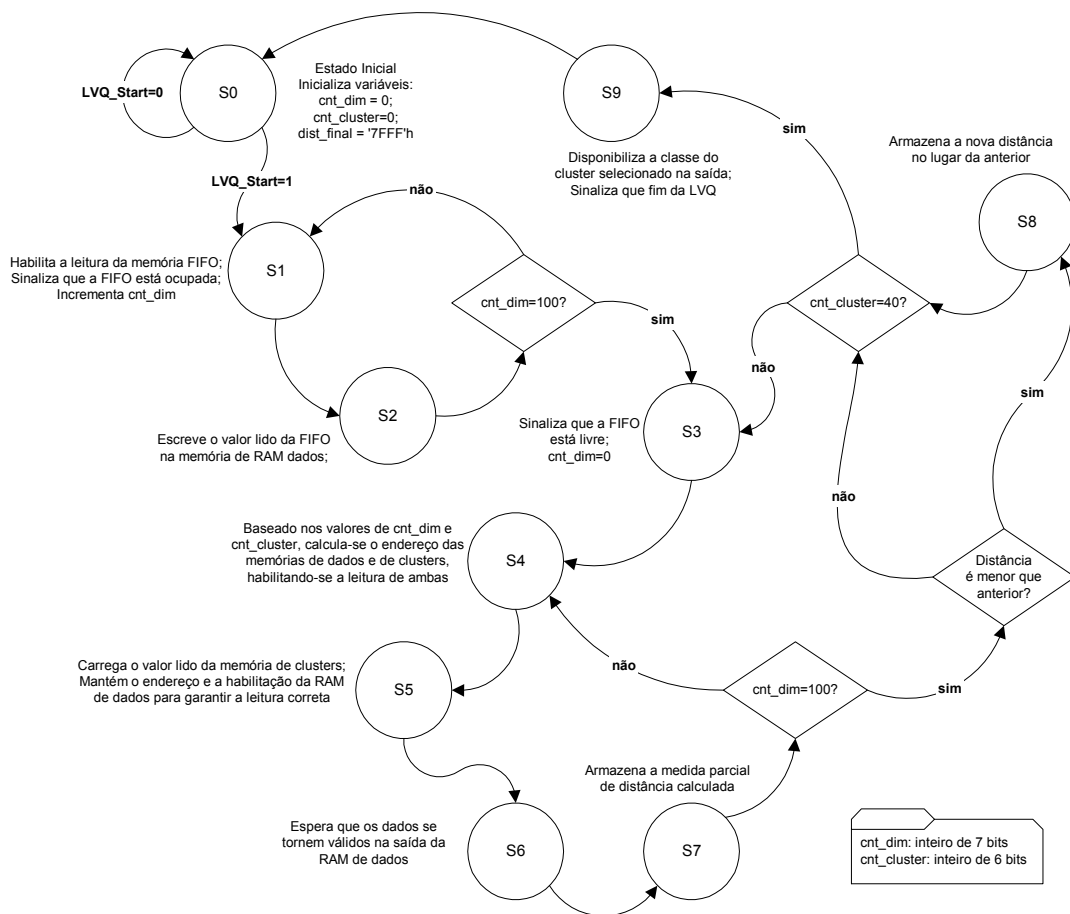 S0
LVQ_Start=0
Estado Inicial
Inicializa variáveis:
cnt_dim = 0;
cnt_cluster=0;
dist_final = '7FFF'h
LVQ_Start=1
S9
sim
Disponibiliza a classe do
cluster selecionado na saída;
Sinaliza que fim da LVQ
Armazena a nova distância
no lugar da anterior
S8
não
Habilita a leitura da memória FIFO;
Sinaliza que a FIFO está ocupada;
Incrementa cnt_dim
S1
cnt_dim=100?
sim
cnt_cluster=40?
não
sim
S2
Escreve o valor lido da FIFO
na memória de RAM dados;
Sinaliza que a FIFO
está livre;
cnt_dim=0
S3
não
Baseado nos valores de cnt_dim e
cnt_cluster, calcula-se o endereço das
memórias de dados e de clusters,
habilitando-se a leitura de ambas
S4
Distância
é menor que
anterior?
não
Carrega o valor lido da memória de clusters;
Mantém o endereço e a habilitação da RAM
de dados para garantir a leitura correta
S5
cnt_dim=100?
sim
Armazena a medida parcial
de distância calculada
Espera que os dados se
tornem válidos na saída da
RAM de dados
S6
S7
cnt_dim: inteiro de 7 bits
cnt_cluster: inteiro de 6 bits